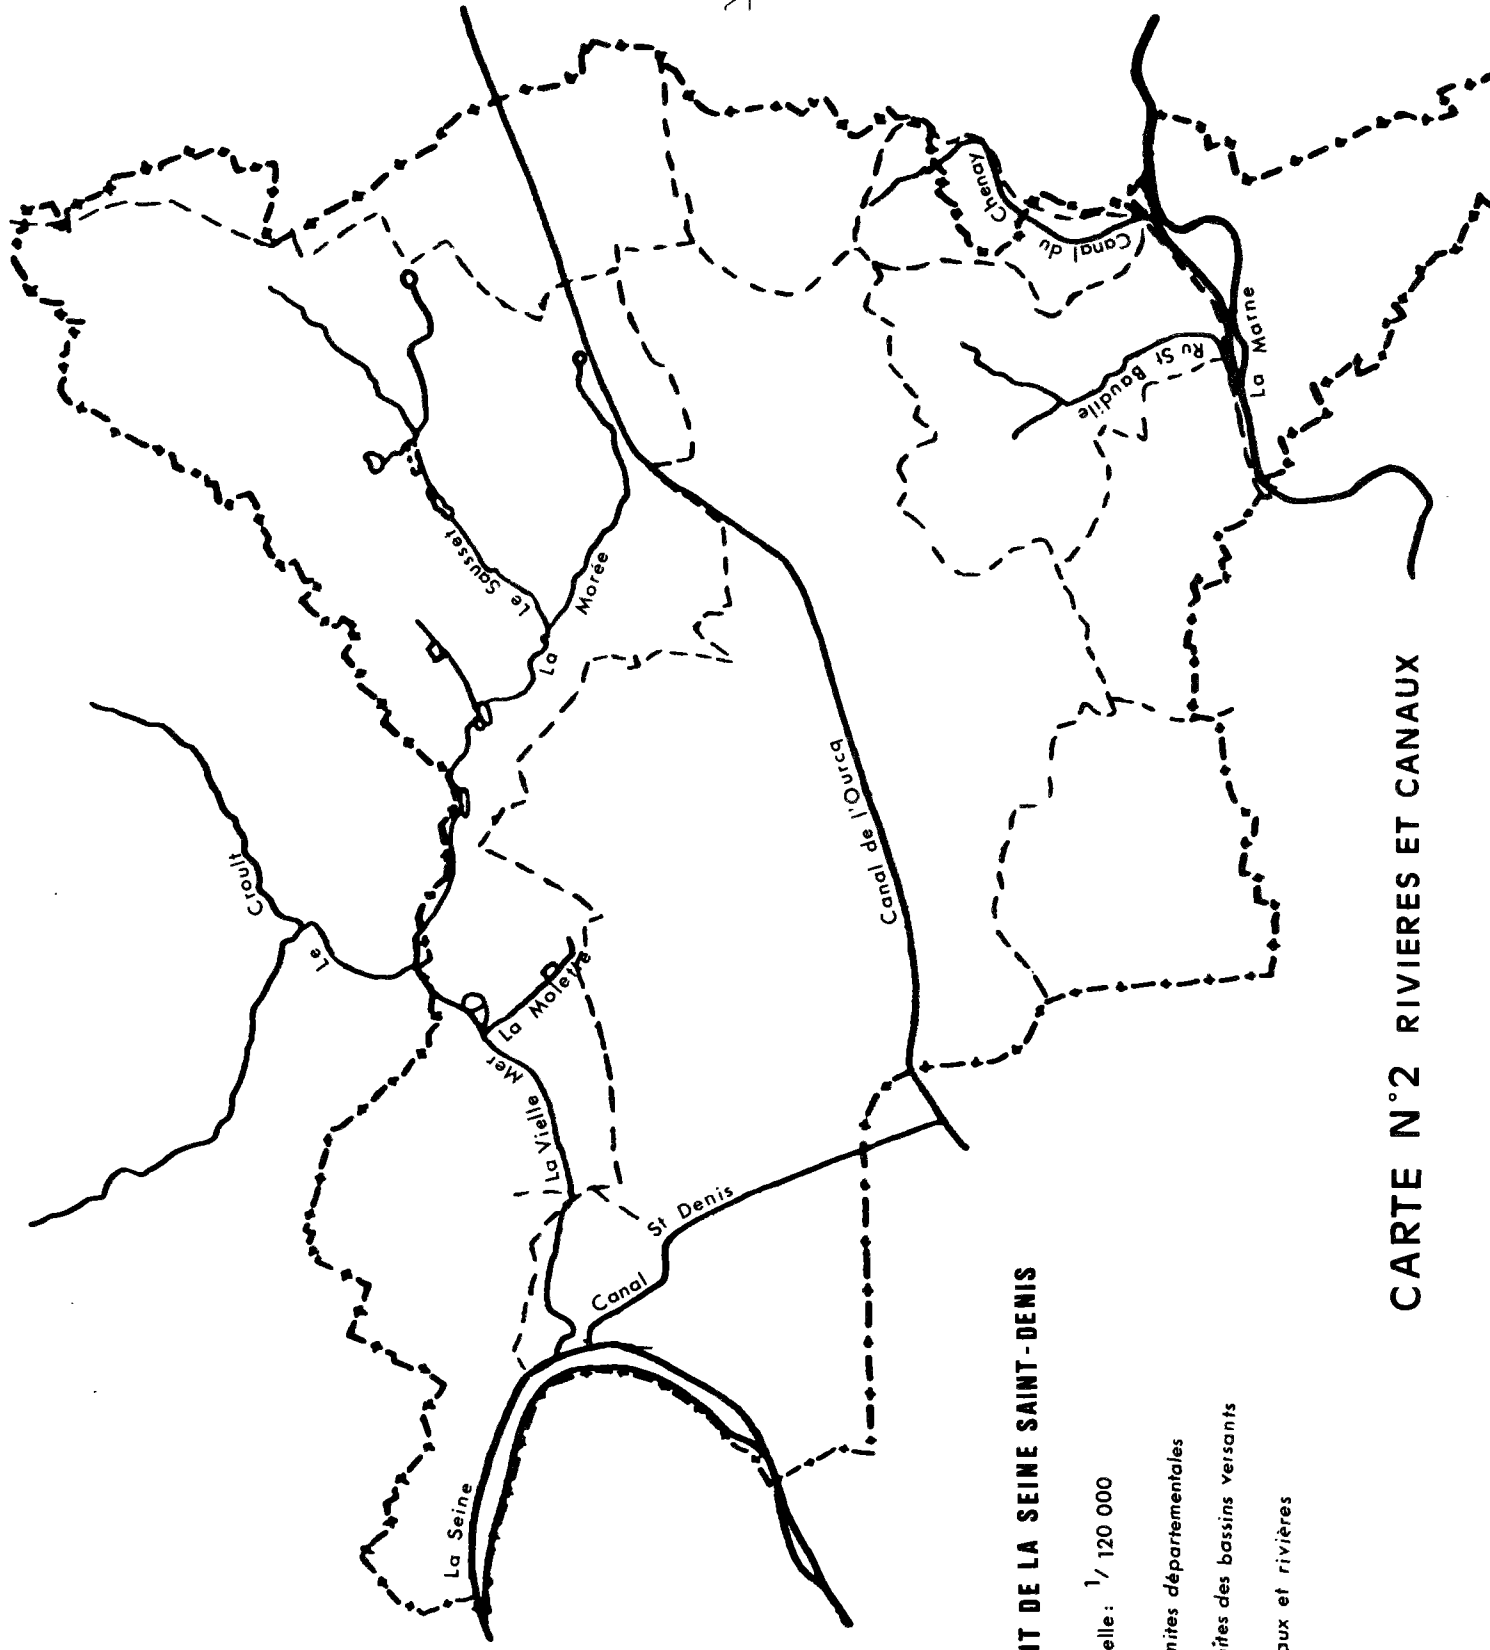 CARTE N°2 RIVIERES ET CANAUX
IT DE LA SEINE SAINT-DENIS
elle: 1/120 000
nites départementales
ites des bassins versants
aux et rivières
La Seine
Canal
St Denis
La Vielle
Mer
La Molette
Le
Croult
La
Morée
Le Sausset
Canal de l'Ourcq
Canal du
Chenay
Ru St
Baudile
La Marne